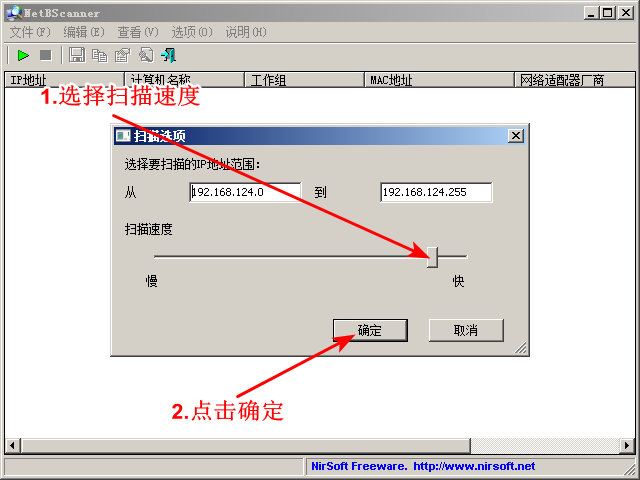 NetBScanner
文件(F) 编辑(E) 查看(V) 选项(O) 说明(H)
IP地址 计算机名称 工作组 MAC地址 网络适配器厂商
1.选择扫描速度
扫描选项
选择要扫描的IP地址范围:
从 192.168.124.0 到 192.168.124.255
扫描速度
慢 快
确定 取消
2.点击确定
NirSoft Freeware. http://www.nirsoft.net